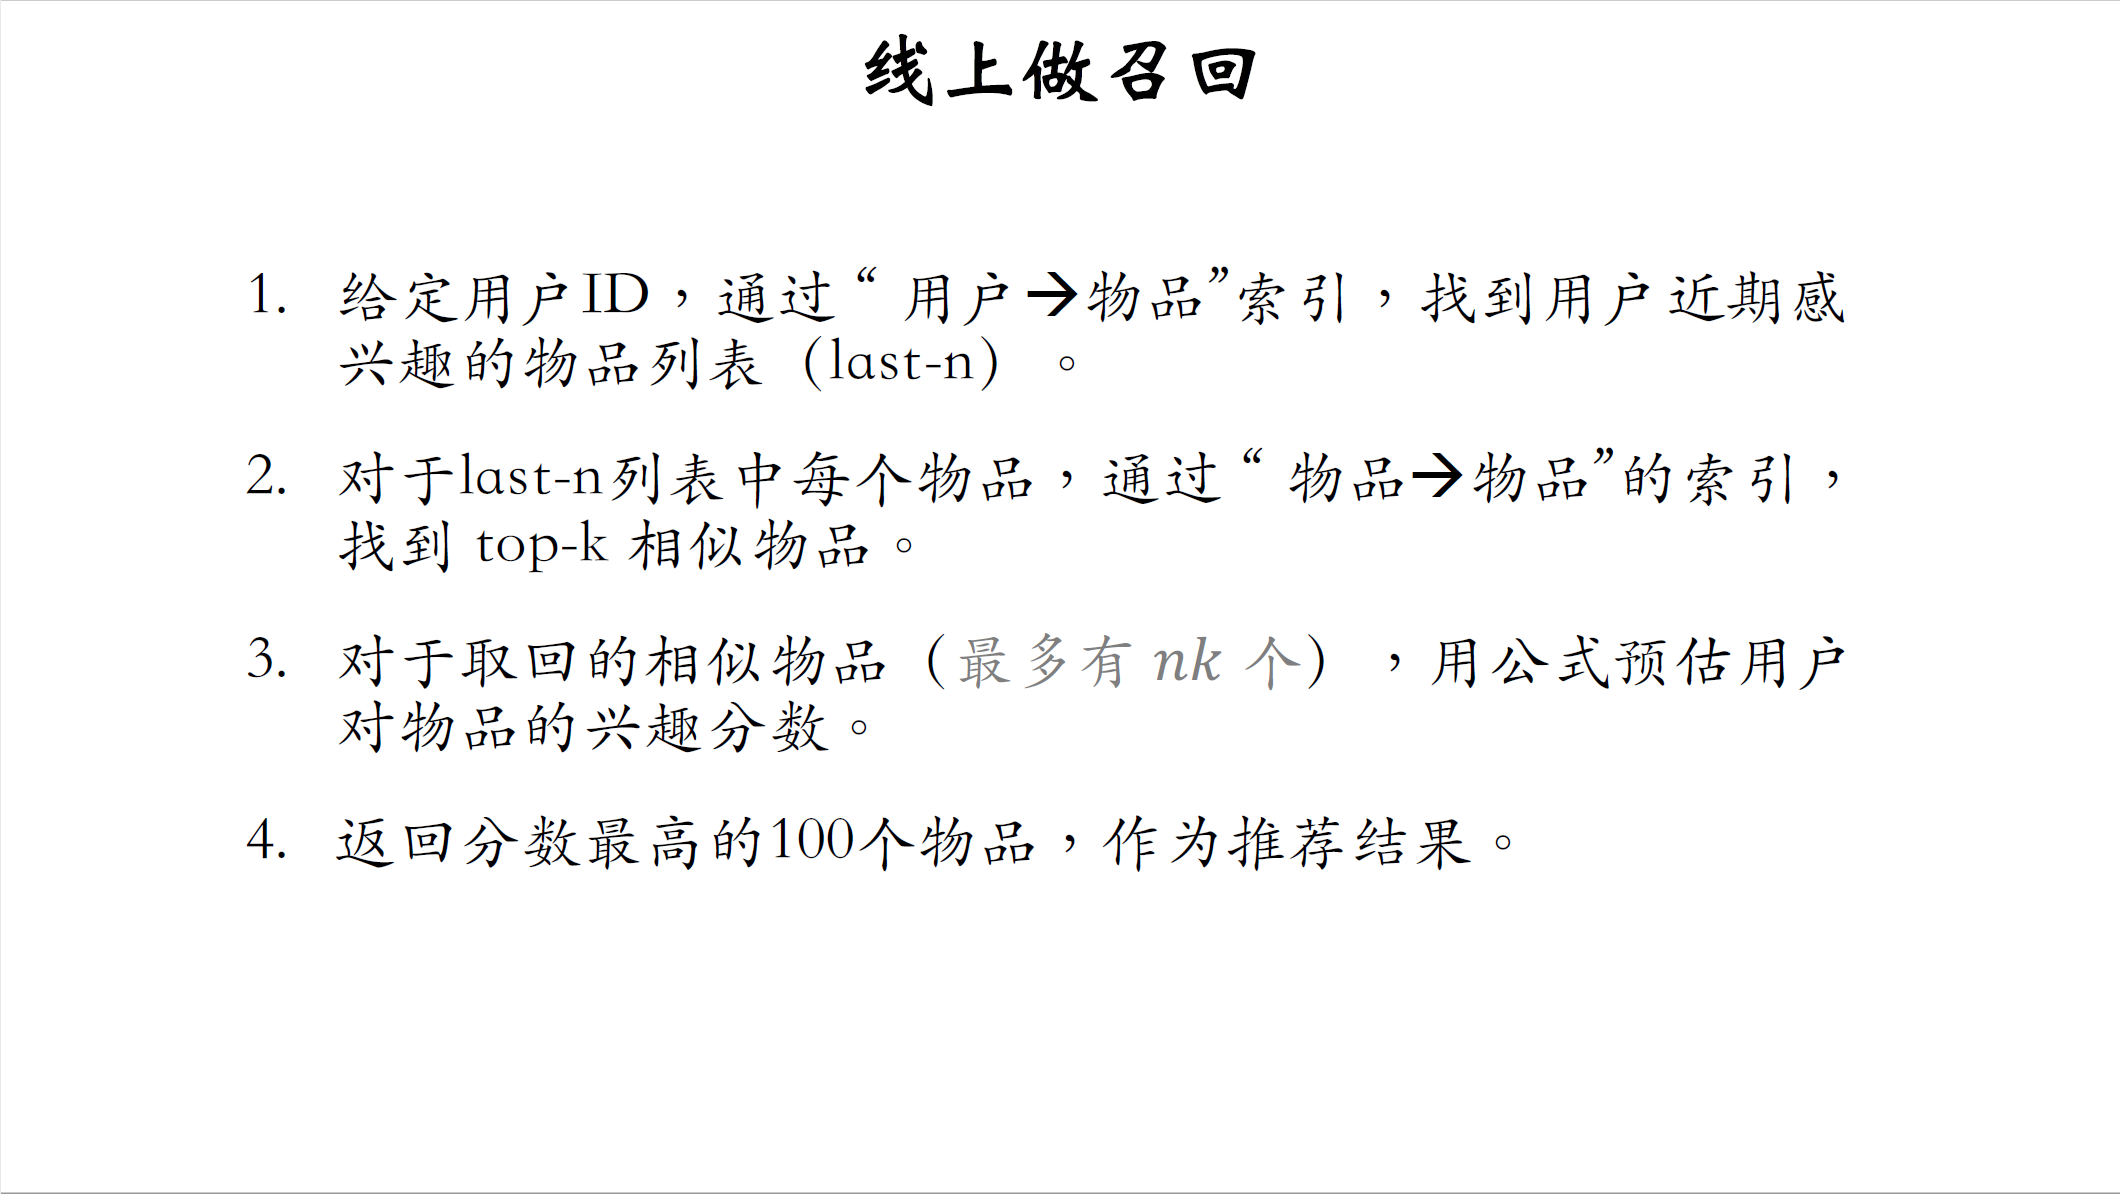 线上做召回
1. 给定用户ID，通过“用户→物品”索引，找到用户近期感
兴趣的物品列表（last-n）。
2. 对于last-n列表中每个物品，通过“物品→物品”的索引，
找到 top-k 相似物品。
3. 对于取回的相似物品（最多有 nk 个），用公式预估用户
对物品的兴趣分数。
4. 返回分数最高的100个物品，作为推荐结果。